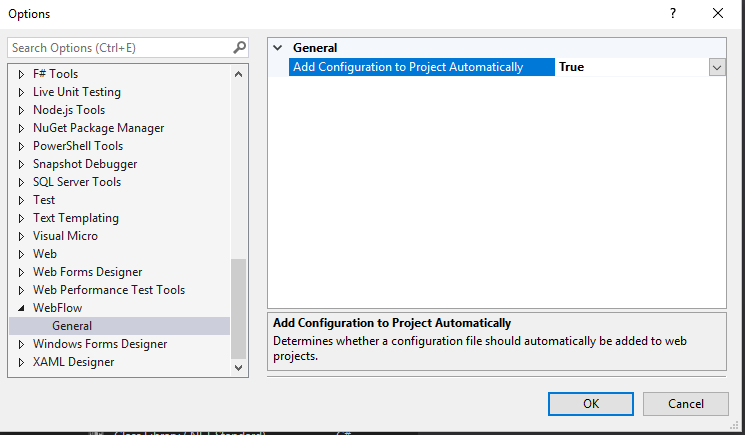 Options
?
Search Options (Ctrl+E)
F# Tools
Live Unit Testing
Node.js Tools
NuGet Package Manager
PowerShell Tools
Snapshot Debugger
SQL Server Tools
Test
Text Templating
Visual Micro
Web
Web Forms Designer
Web Performance Test Tools
WebFlow
General
Windows Forms Designer
XAML Designer
General
Add Configuration to Project Automatically True
Add Configuration to Project Automatically
Determines whether a configuration file should automatically be added to web
projects.
OK Cancel